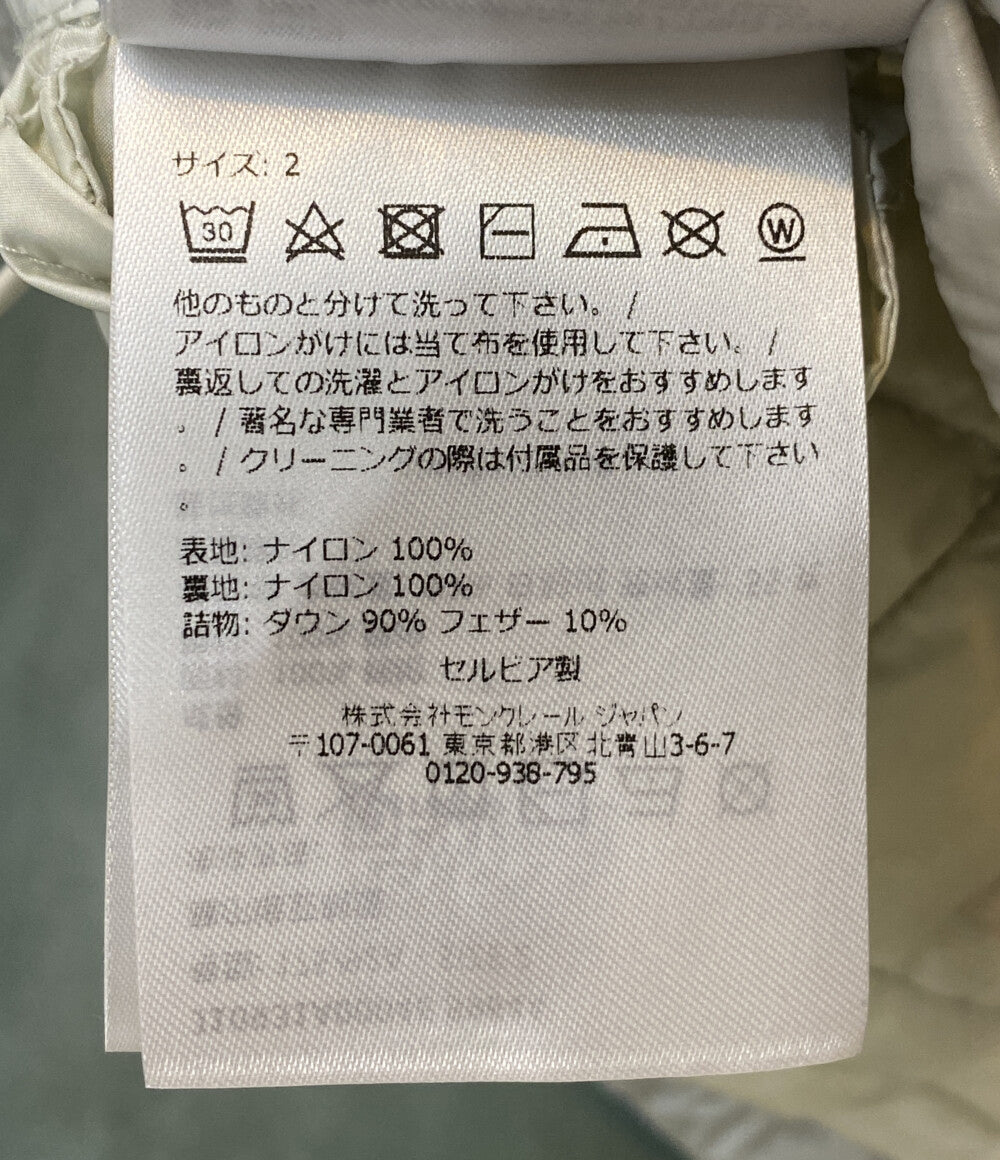 サイズ: 2
30
W
他のものと分けて洗って下さい。 /
アイロンがけには当て布を使用して下さい。 /
裏返しての洗濯とアイロンがけをおすすめします
。 / 著名な専門業者で洗うことをおすすめします
。 / クリーニングの際は付属品を保護して下さい
。
表地: ナイロン 100%
裏地: ナイロン 100%
詰物: ダウン 90% フェザー 10%
セルビア製
株式会社モンクレール ジャパン
〒107-0061 東京都港区北青山3-6-7
0120-938-795